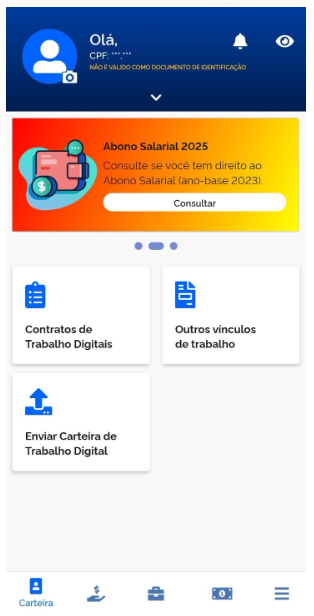 Olá,
CPF: ***.***
NÃO É VÁLIDO COMO DOCUMENTO DE IDENTIFICAÇÃO
Abono Salarial 2025
Consulte se você tem direito ao
Abono Salarial (ano-base 2023).
Consultar
Contratos de
Trabalho Digitais
Outros vínculos
de trabalho
Enviar Carteira de
Trabalho Digital
Carteira